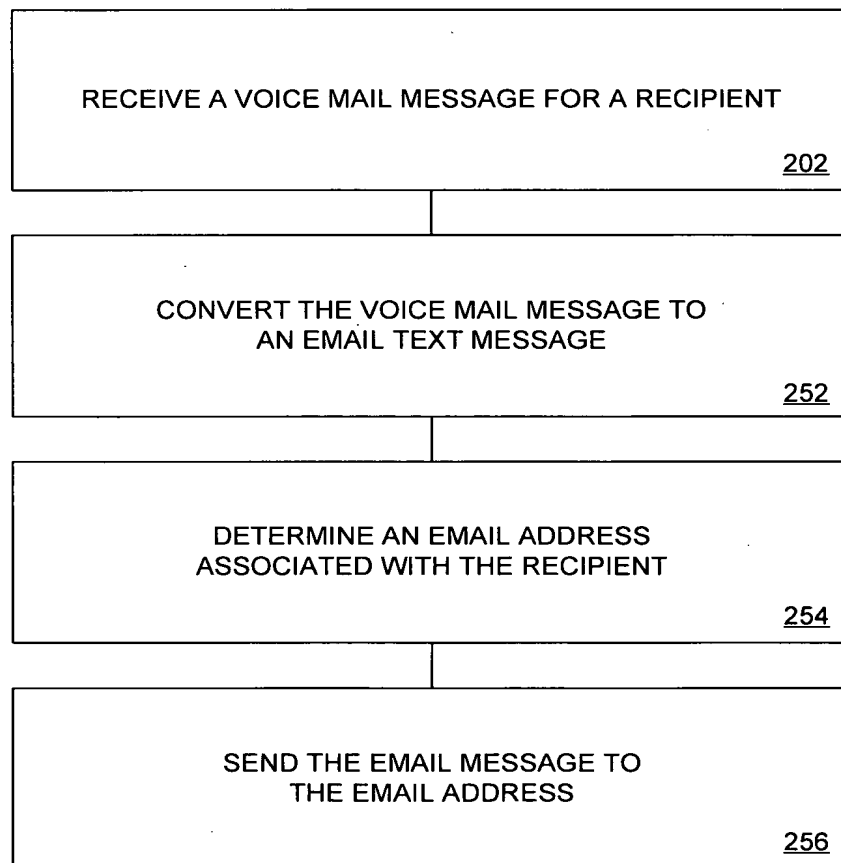 RECEIVE A VOICE MAIL MESSAGE FOR A RECIPIENT
202
CONVERT THE VOICE MAIL MESSAGE TO
AN EMAIL TEXT MESSAGE
252
DETERMINE AN EMAIL ADDRESS
ASSOCIATED WITH THE RECIPIENT
254
SEND THE EMAIL MESSAGE TO
THE EMAIL ADDRESS
256